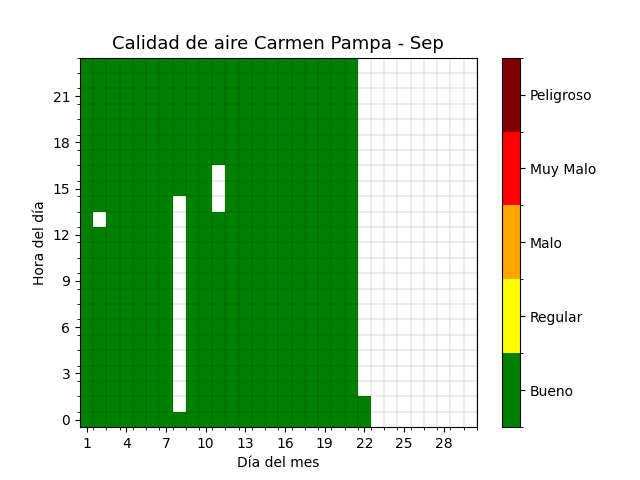 Calidad de aire Carmen Pampa - Sep
Hora del día
21
18
15
12
9
6
3
0
1 4 7 10 13 16 19 22 25 28
Día del mes
Peligroso
Muy Malo
Malo
Regular
Bueno